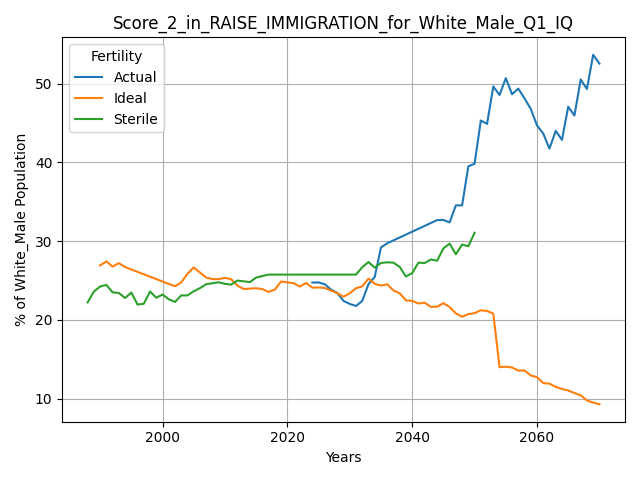 Score_2_in_RAISE_IMMIGRATION_for_White_Male_Q1_IQ
Fertility
Actual
Ideal
Sterile
% of White_Male Population
50
40
30
20
10
2000
2020
2040
2060
Years